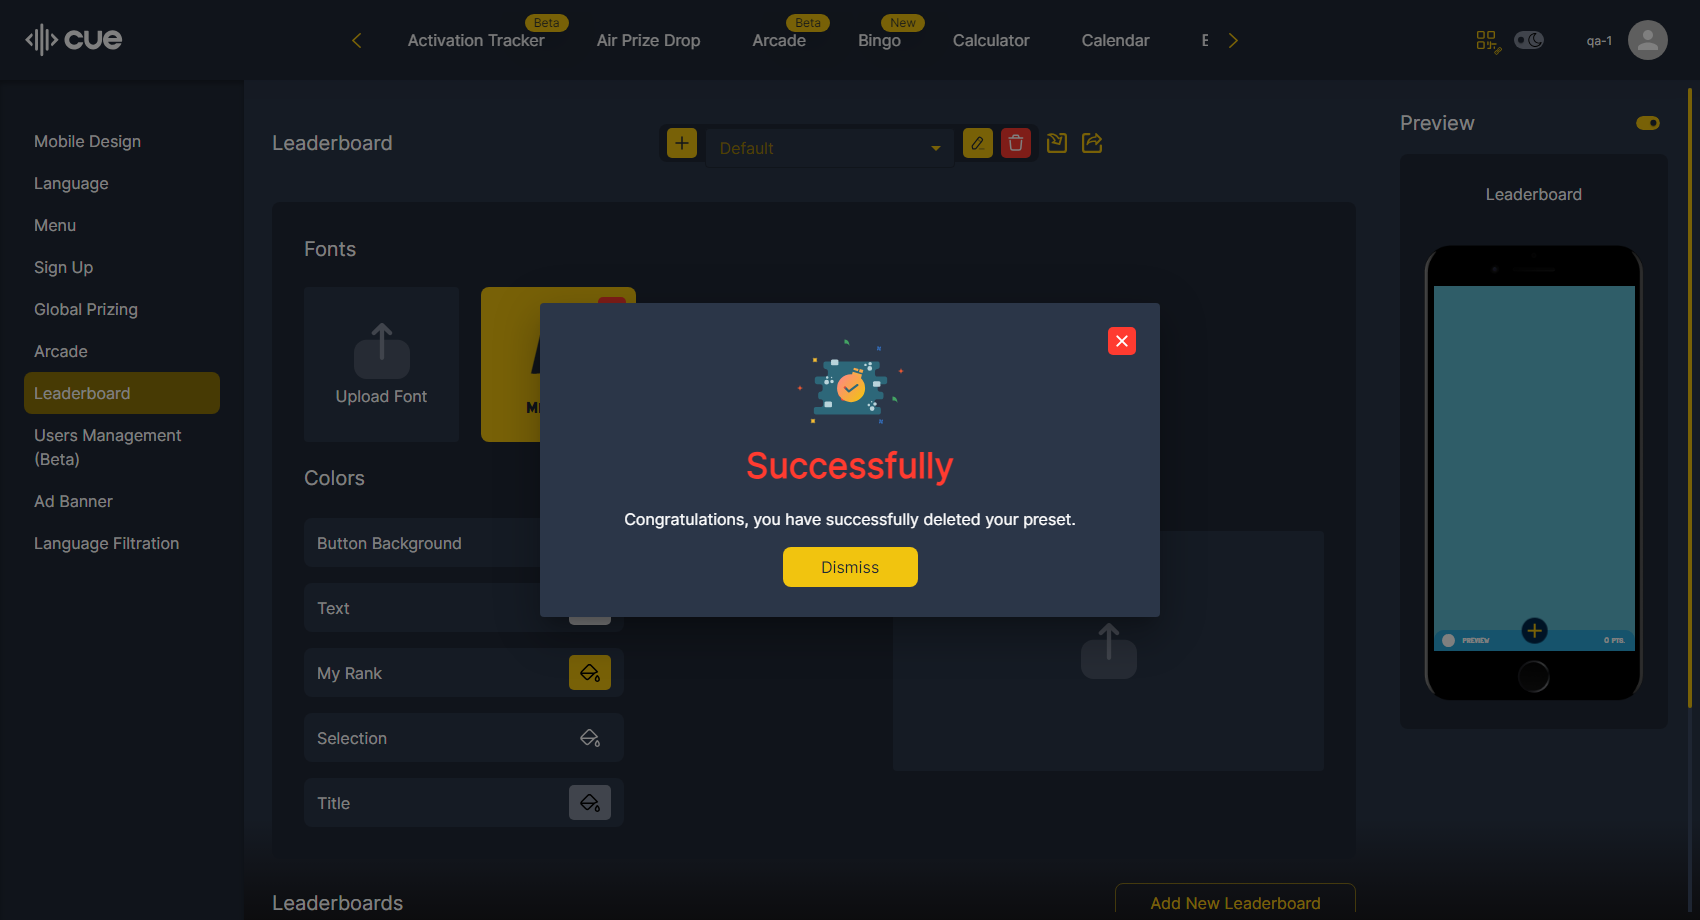 cue
Beta
Activation Tracker
Air Prize Drop
Beta
Arcade
New
Bingo
Calculator
Calendar
qa-1
Mobile Design
Language
Menu
Sign Up
Global Prizing
Arcade
Leaderboard
Users Management
(Beta)
Ad Banner
Language Filtration
Leaderboard
Default
Fonts
Upload Font
Colors
Button Background
Text
My Rank
Selection
Title
Successfully
Congratulations, you have successfully deleted your preset.
Dismiss
Leaderboards
Add New Leaderboard
Preview
Leaderboard
PREVIEW
0 PTS.